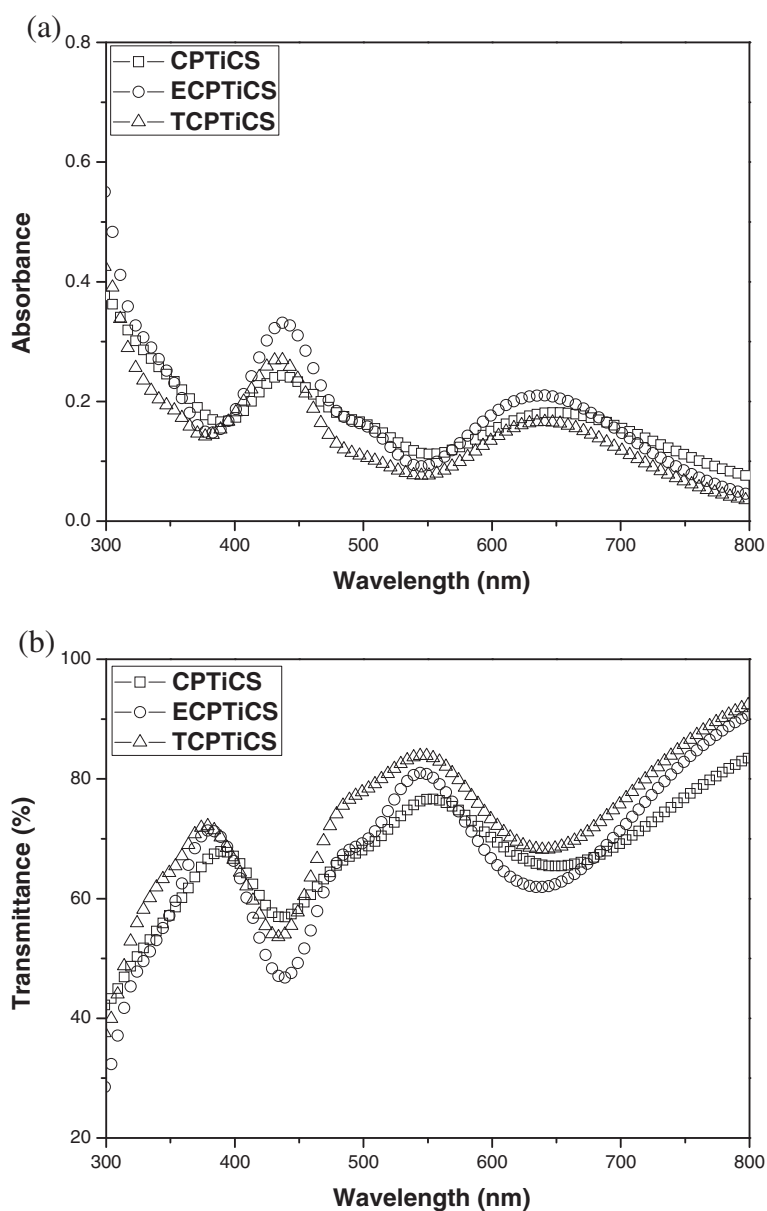 (a)
0.8
CPTiCS
ECPTiCS
TCPTiCS
0.6
Absorbance
0.4
0.2
0.0
300 400 500 600 700 800
Wavelength (nm)
(b)
100
CPTiCS
ECPTiCS
TCPTiCS
80
Transmittance (%)
60
40
20
300 400 500 600 700 800
Wavelength (nm)